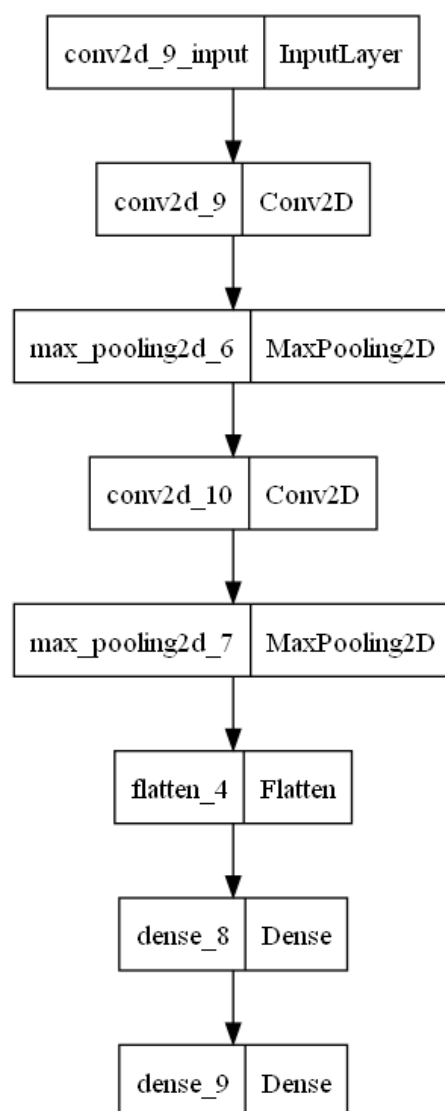 conv2d_9_input InputLayer
conv2d_9 Conv2D
max_pooling2d_6 MaxPooling2D
conv2d_10 Conv2D
max_pooling2d_7 MaxPooling2D
flatten_4 Flatten
dense_8 Dense
dense_9 Dense